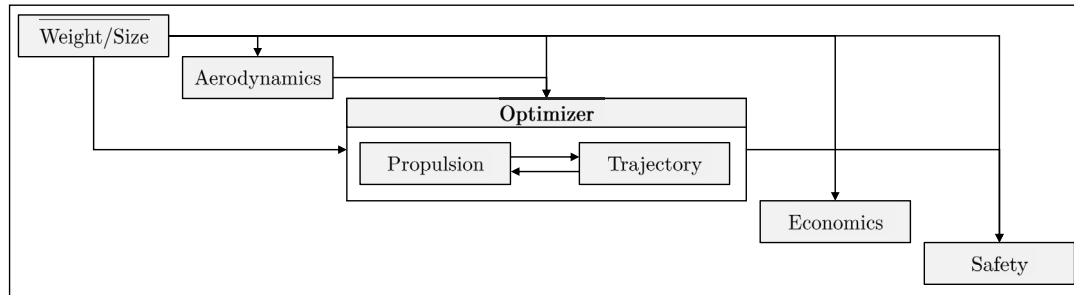 Weight/Size
Aerodynamics
Optimizer
Propulsion
Trajectory
Economics
Safety